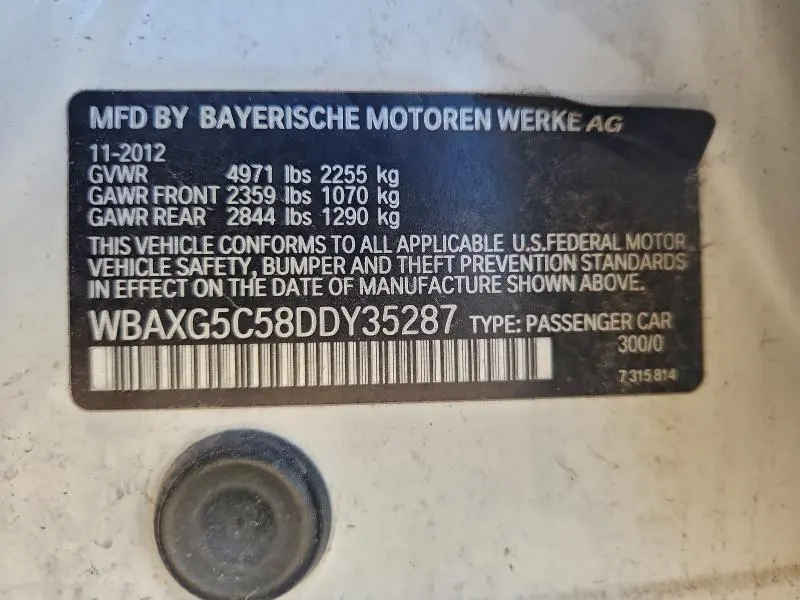 MFD BY BAYERISCHE MOTOREN WERKE AG
11-2012
GVWR 4971 lbs 2255 kg
GAWR FRONT 2359 lbs 1070 kg
GAWR REAR 2844 lbs 1290 kg
THIS VEHICLE CONFORMS TO ALL APPLICABLE U.S.FEDERAL MOTOR
VEHICLE SAFETY, BUMPER AND THEFT PREVENTION STANDARDS
IN EFFECT ON THE DATE OF MANUFACTURE SHOWN ABOVE.
WBAXG5C58DDY35287 TYPE: PASSENGER CAR
300/0
7 315 814